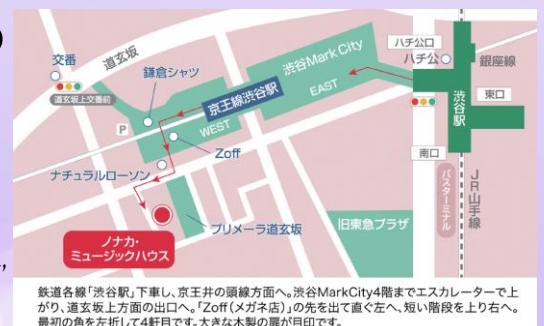 交番
道玄坂
道玄坂上交番前
鎌倉シャツ
渋谷Mark City
EAST
WEST
京王線渋谷駅
ハチ公口
ハチ公
銀座線
渋谷駅
東口
南口
バスターミナル
JR山手線
P
Zoff
ナチュラルローソン
プリメーラ道玄坂
旧東急プラザ
ノナカ・
ミュージックハウス
鉄道各線「渋谷駅」下車し、京王井の頭線方面へ。渋谷MarkCity4階までエスカレーターで上
がり、道玄坂上方面の出口へ。「Zoff(メガネ店)」の先を出て直ぐ左へ、短い階段を上り右へ。
最初の角を左折して4軒目です。大きな木製の扉が目印です。